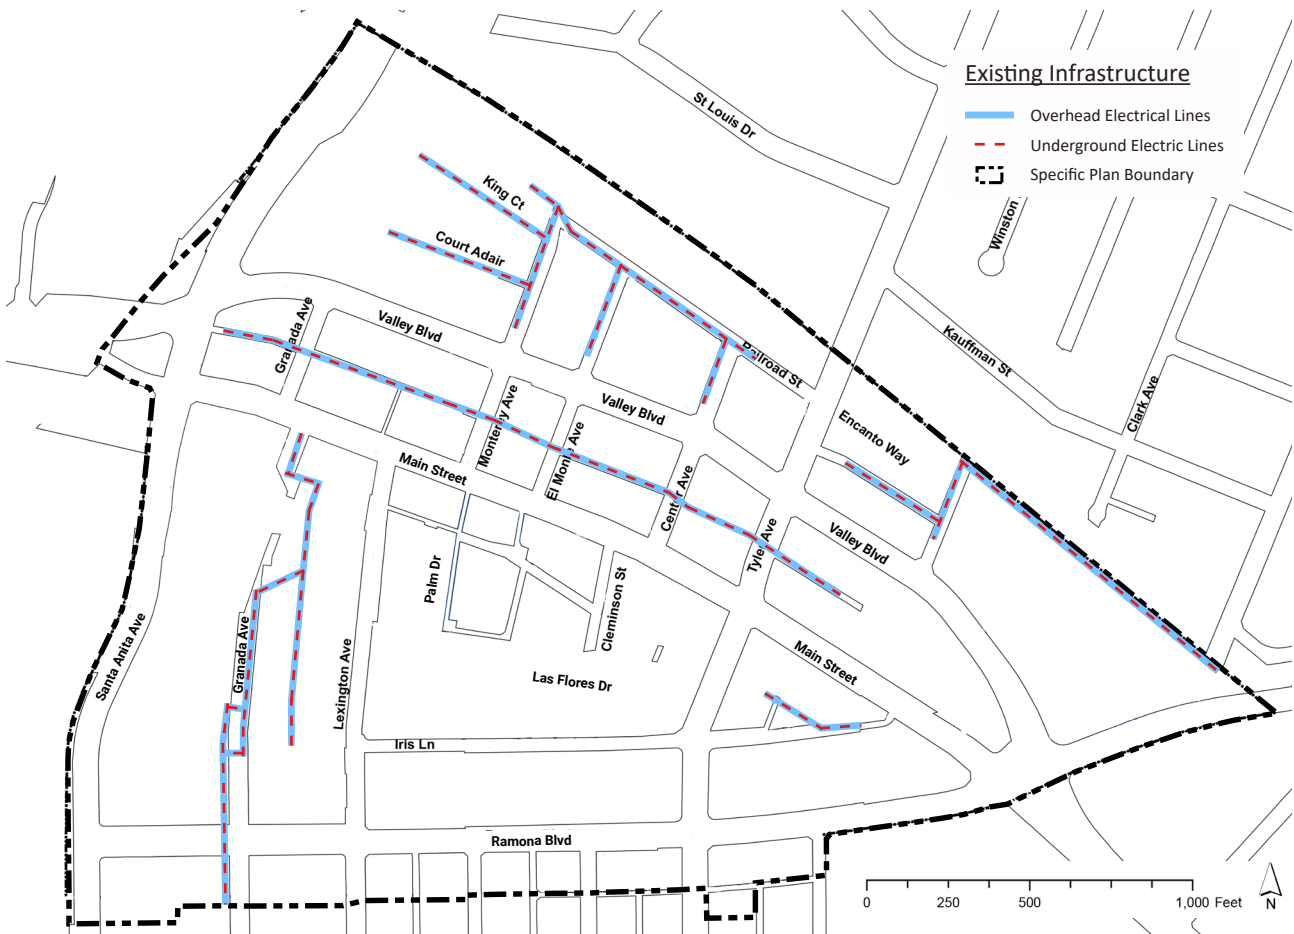 Existing Infrastructure
Overhead Electrical Lines
Underground Electric Lines
Specific Plan Boundary
St Louis Dr
Winston
King Ct
Court Adair
Granada Ave
Valley Blvd
Kauffman St
Railroad St
Clark Ave
Monterey Ave
El Monte Ave
Valley Blvd
Encanto Way
Main Street
Center Ave
Tyler Ave
Valley Blvd
Palm Dr
Cleminson St
Santa Anita Ave
Granada Ave
Lexington Ave
Las Flores Dr
Main Street
Iris Ln
Ramona Blvd
0 250 500 1,000 Feet
N